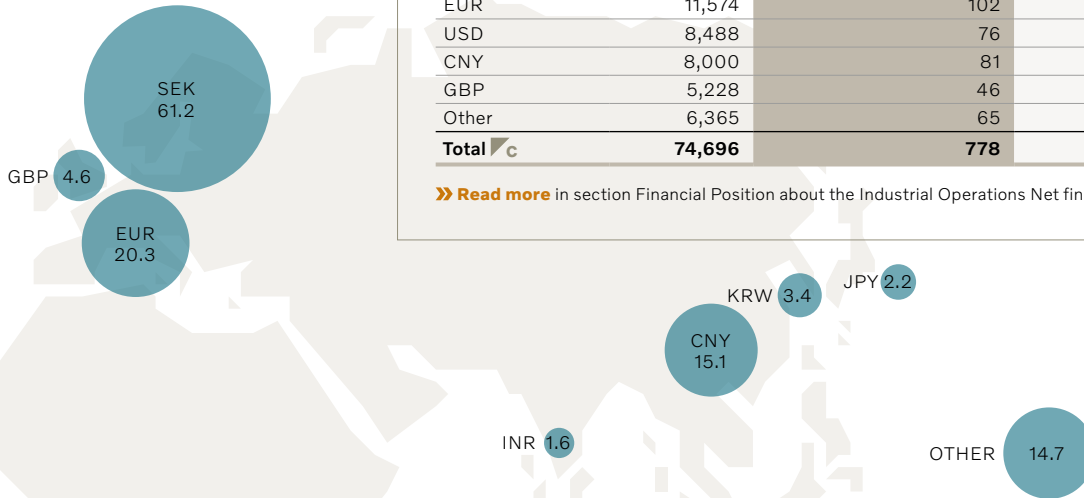 EUR 11,574 102
USD 8,488 76
CNY 8,000 81
GBP 5,228 46
Other 6,365 65
Total C 74,696 778
Read more in section Financial Position about the Industrial Operations Net fin
SEK
61.2
GBP 4.6
EUR
20.3
KRW 3.4
JPY 2.2
CNY
15.1
INR 1.6
OTHER 14.7